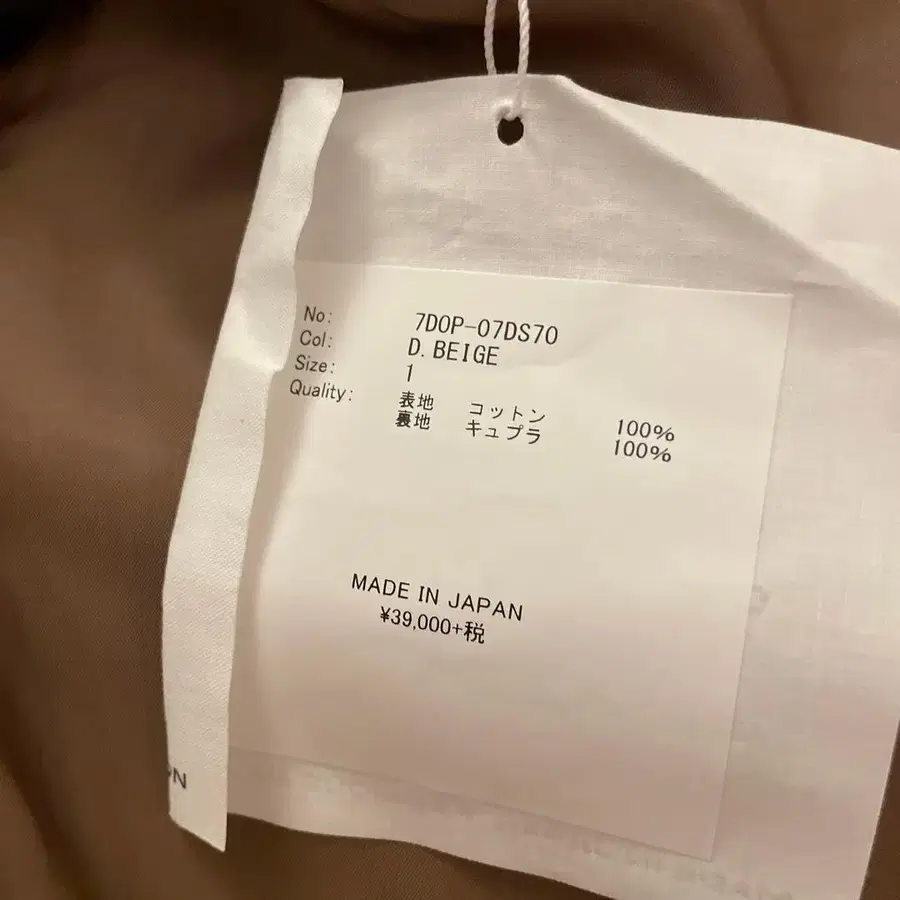 No: 7DOP-07DS70
Col: D.BEIGE
Size: 1
Quality: 表地 コットン 100%
裏地 キュプラ 100%
MADE IN JAPAN
¥39,000+税